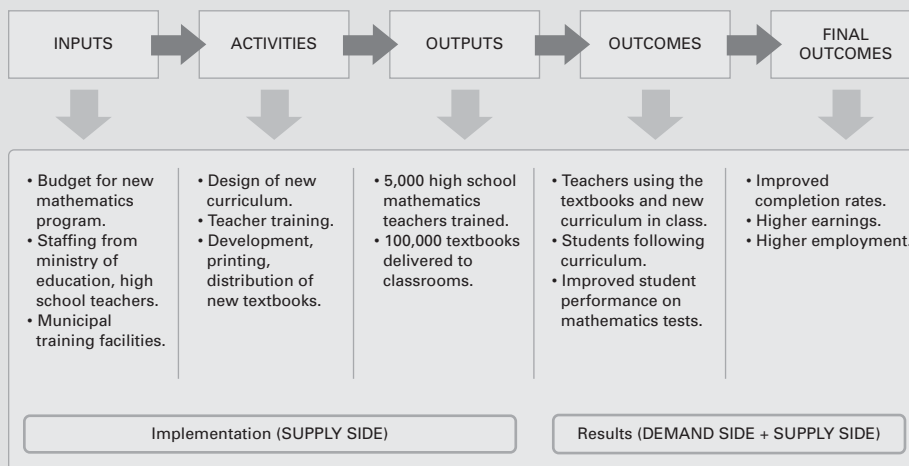 INPUTS
ACTIVITIES
OUTPUTS
OUTCOMES
FINAL
OUTCOMES
• Budget for new
mathematics
program.
• Staffing from
ministry of
education, high
school teachers.
• Municipal
training facilities.
• Design of new
curriculum.
• Teacher training.
• Development,
printing,
distribution of
new textbooks.
• 5,000 high school
mathematics
teachers trained.
• 100,000 textbooks
delivered to
classrooms.
• Teachers using the
textbooks and new
curriculum in class.
• Students following
curriculum.
• Improved student
performance on
mathematics tests.
• Improved
completion rates.
• Higher earnings.
• Higher employment.
Implementation (SUPPLY SIDE)
Results (DEMAND SIDE + SUPPLY SIDE)